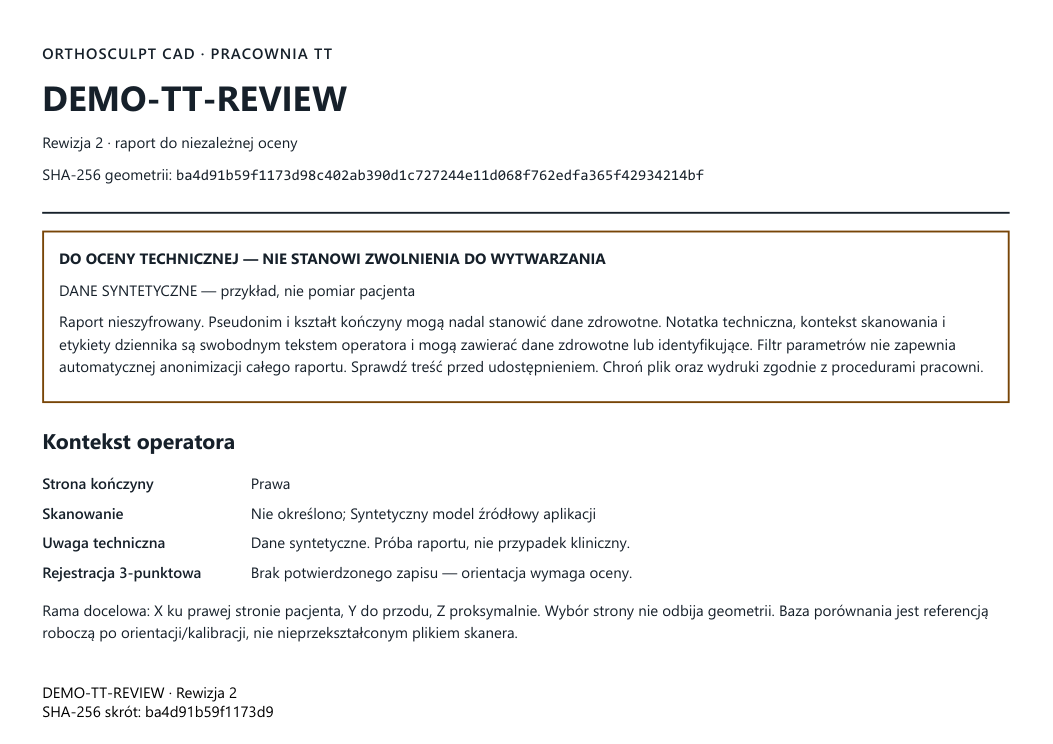 ORTHOSCULPT CAD · PRACOWNIA TT
DEMO-TT-REVIEW
Rewizja 2 · raport do niezależnej oceny
SHA-256 geometrii: ba4d91b59f1173d98c402ab390d1c727244e11d068f762edfa365f42934214bf
DO OCENY TECHNICZNEJ — NIE STANOWI ZWOLNIENIA DO WYTWARZANIA
DANE SYNTETYCZNE — przykład, nie pomiar pacjenta
Raport nieszyfrowany. Pseudonim i kształt kończyny mogą nadal stanowić dane zdrowotne. Notatka techniczna, kontekst skanowania i
etykiety dziennika są swobodnym tekstem operatora i mogą zawierać dane zdrowotne lub identyfikujące. Filtr parametrów nie zapewnia
automatycznej anonimizacji całego raportu. Sprawdź treść przed udostępnieniem. Chroń plik oraz wydruki zgodnie z procedurami pracowni.
Kontekst operatora
Strona kończyny Prawa
Skanowanie Nie określono; Syntetyczny model źródłowy aplikacji
Uwaga techniczna Dane syntetyczne. Próba raportu, nie przypadek kliniczny.
Rejestracja 3-punktowa Brak potwierdzonego zapisu — orientacja wymaga oceny.
Rama docelowa: X ku prawej stronie pacjenta, Y do przodu, Z proksymalnie. Wybór strony nie odbija geometrii. Baza porównania jest referencją
roboczą po orientacji/kalibracji, nie nieprzekształconym plikiem skanera.
DEMO-TT-REVIEW · Rewizja 2
SHA-256 skrót: ba4d91b59f1173d9